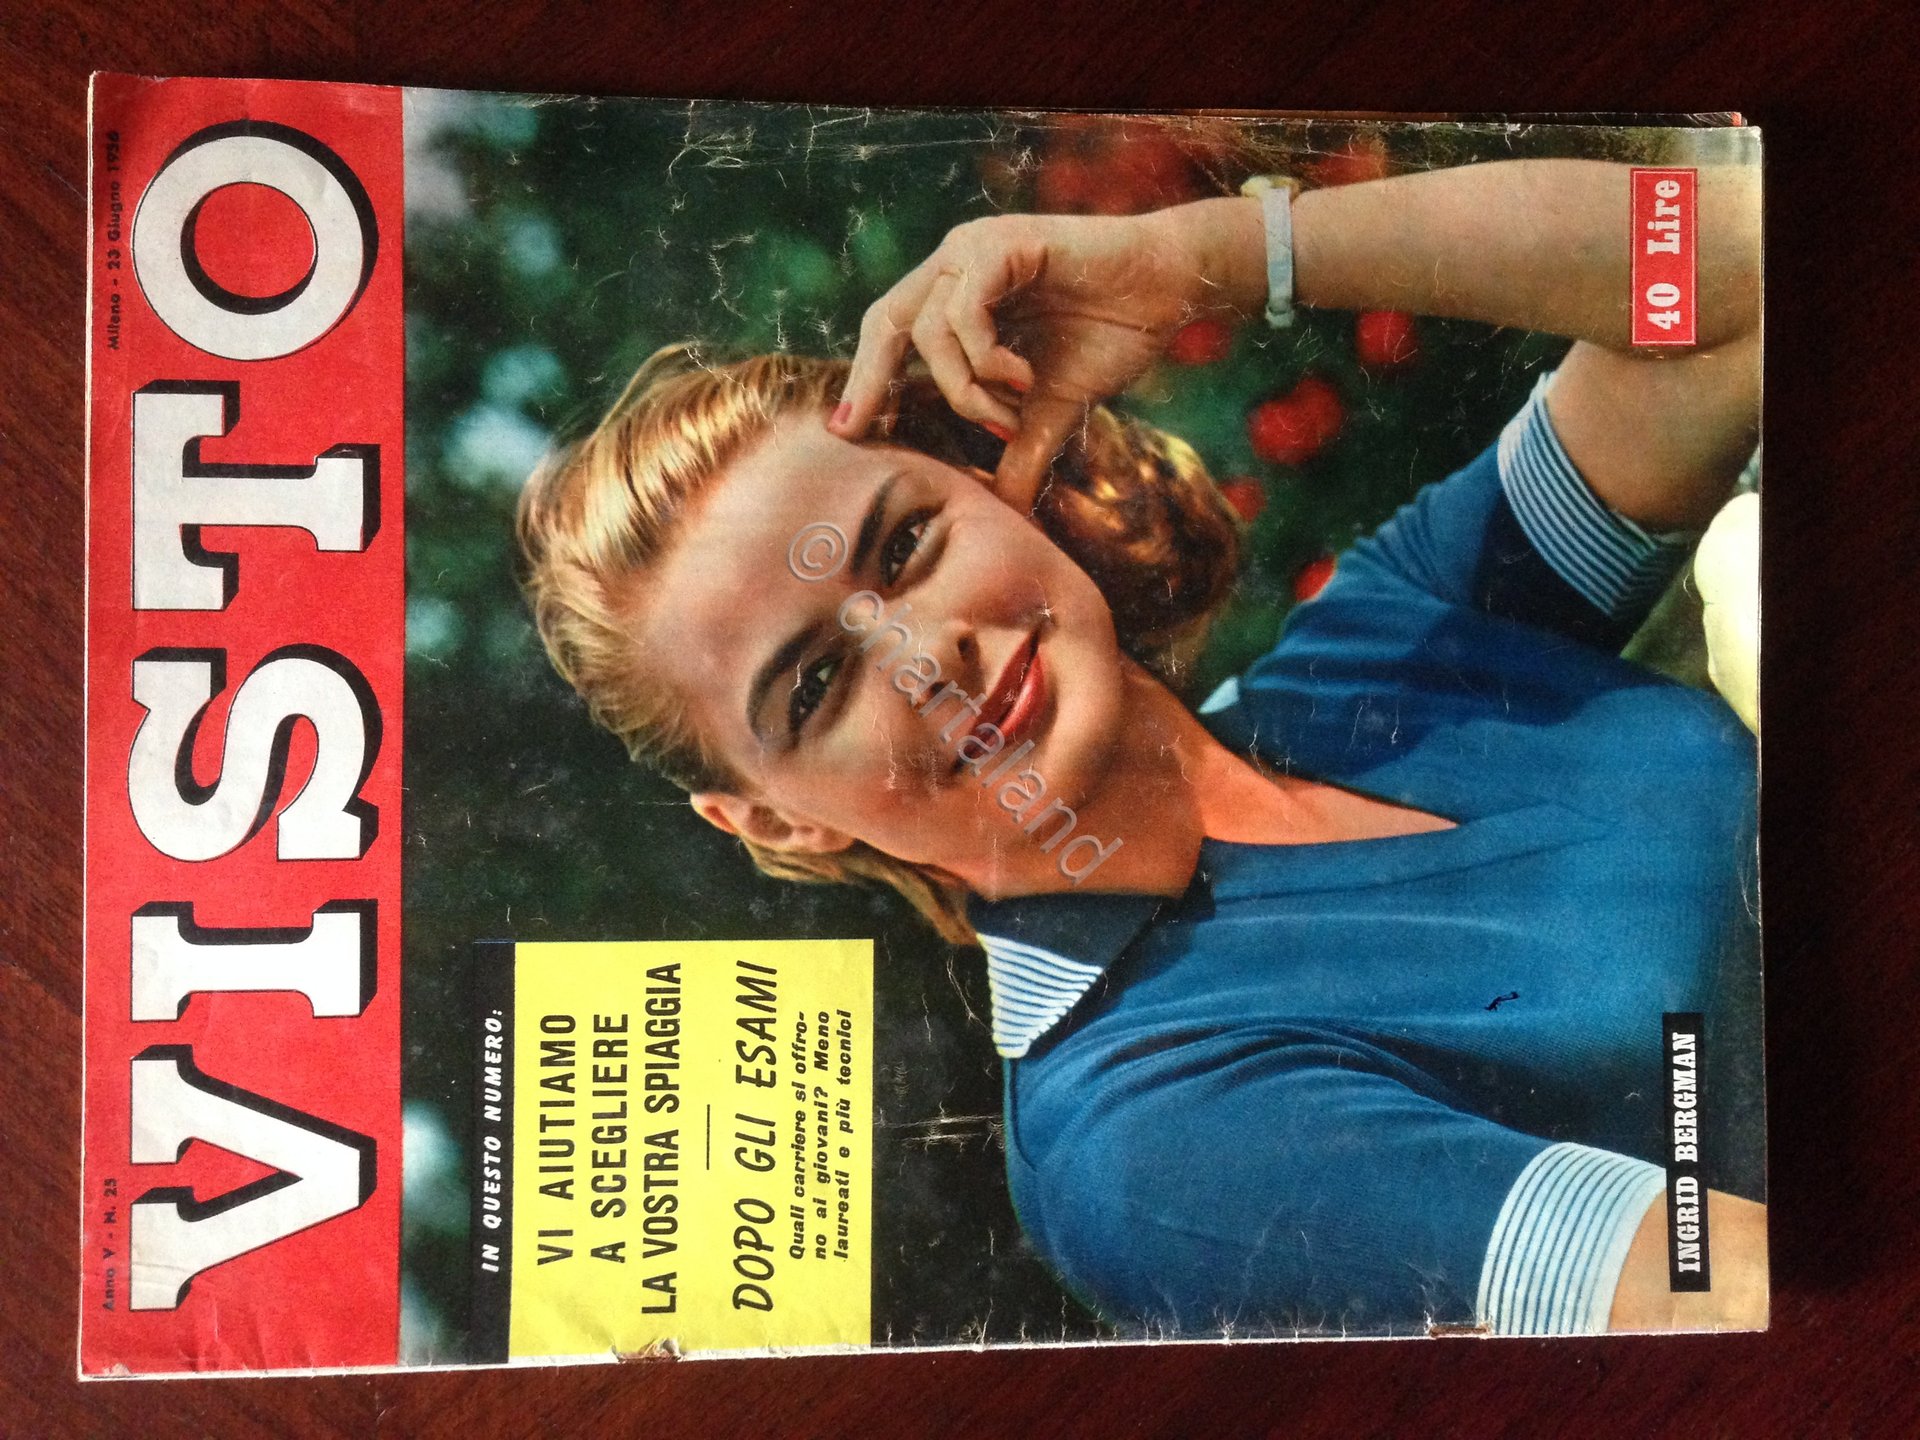 Anno V - N. 25
Milano - 23 Giugno 1956
VISTO
IN QUESTO NUMERO:
VI AIUTIAMO
A SCEGLIERE
LA VOSTRA SPIAGGIA
DOPO GLI ESAMI
Quali carriere si offro-
no ai giovani? Meno
laureati e più tecnici
© chartaland
INGRID BERGMAN
40 Lire